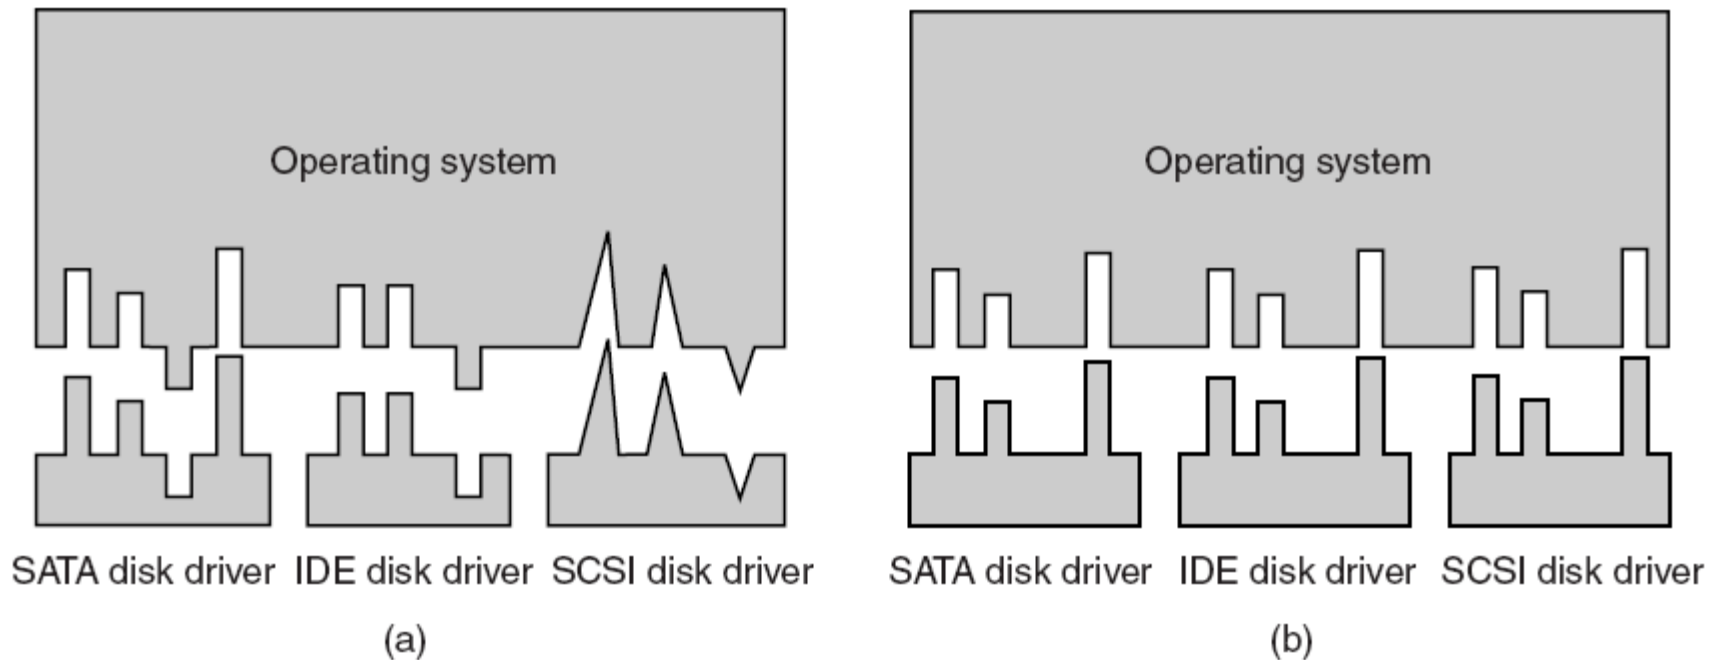 Operating system
SATA disk driver IDE disk driver SCSI disk driver
(a)
Operating system
SATA disk driver IDE disk driver SCSI disk driver
(b)